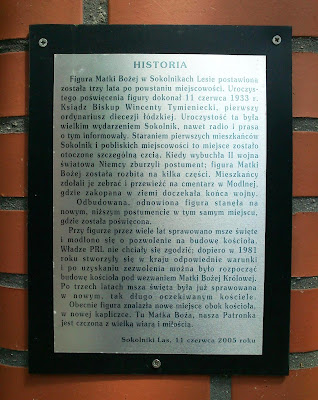 HISTORIA
Figura Matki Bożej w Sokolnikach Lesie postawiona
została trzy lata po powstaniu miejscowości. Uroczys-
tego poświęcenia figury dokonał 11 czerwca 1933 r.
Ksiądz Biskup Wincenty Tymieniecki, pierwszy
ordynariusz diecezji łódzkiej. Uroczystość ta była
wielkim wydarzeniem Sokolnik, nawet radio i prasa
o tym informowały. Staraniem pierwszych mieszkańców
Sokolnik i pobliskich miejscowości to miejsce zostało
otoczone szczególną czcią. Kiedy wybuchła II wojna
światowa Niemcy zburzyli postument; figura Matki
Bożej została rozbita na kilka części. Mieszkańcy
zdołali je zebrać i przewieźć na cmentarz w Modlnej,
gdzie zakopana w ziemi doczekała końca wojny.
Odbudowana, odnowiona figura stanęła na
nowym, niższym postumencie w tym samym miejscu,
gdzie została poświęcona.
Przy figurze przez wiele lat sprawowano msze święte
i modlono się o pozwolenie na budowę kościoła.
Władze PRL nie chciały się zgodzić; dopiero w 1981
roku stworzyły się w kraju odpowiednie warunki
i po uzyskaniu zezwolenia można było rozpocząć
budowę kościoła pod wezwaniem Matki Bożej Królowej.
Po trzech latach msza święta była już sprawowana
w nowym, tak długo oczekiwanym kościele.
Obecnie figura znalazła nowe miejsce obok kościoła,
w nowej kapliczce. Tu Matka Boża, nasza Patronka
jest czczona z wielką wiarą i miłością.
Sokolniki Las, 11 czerwca 2005 roku